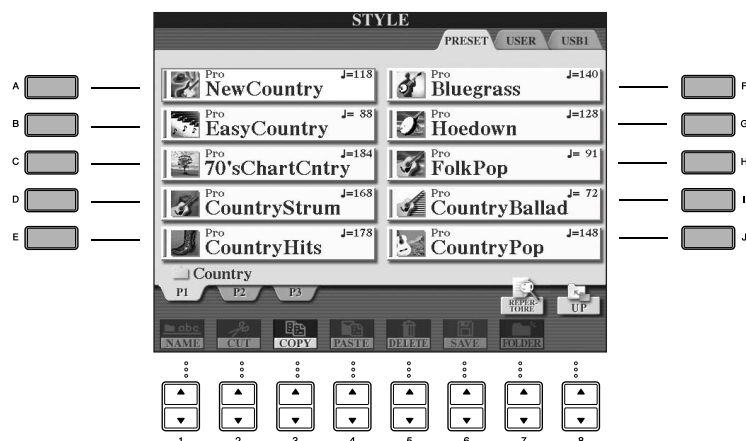 STYLE
PRESET USER USB1
A
Pro ♩=118
NewCountry
Pro ♩=140
Bluegrass
F
B
Pro ♩= 88
EasyCountry
Pro ♩=128
Hoedown
G
C
Pro ♩=184
70'sChartCntry
Pro ♩= 91
FolkPop
H
D
Pro ♩=168
CountryStrum
Pro ♩= 72
CountryBallad
I
E
Pro ♩=178
CountryHits
Pro ♩=148
CountryPop
J
Country
P1 P2 P3
REPER-
TOIRE
UP
abc
NAME CUT COPY PASTE DELETE SAVE FOLDER
1 2 3 4 5 6 7 8